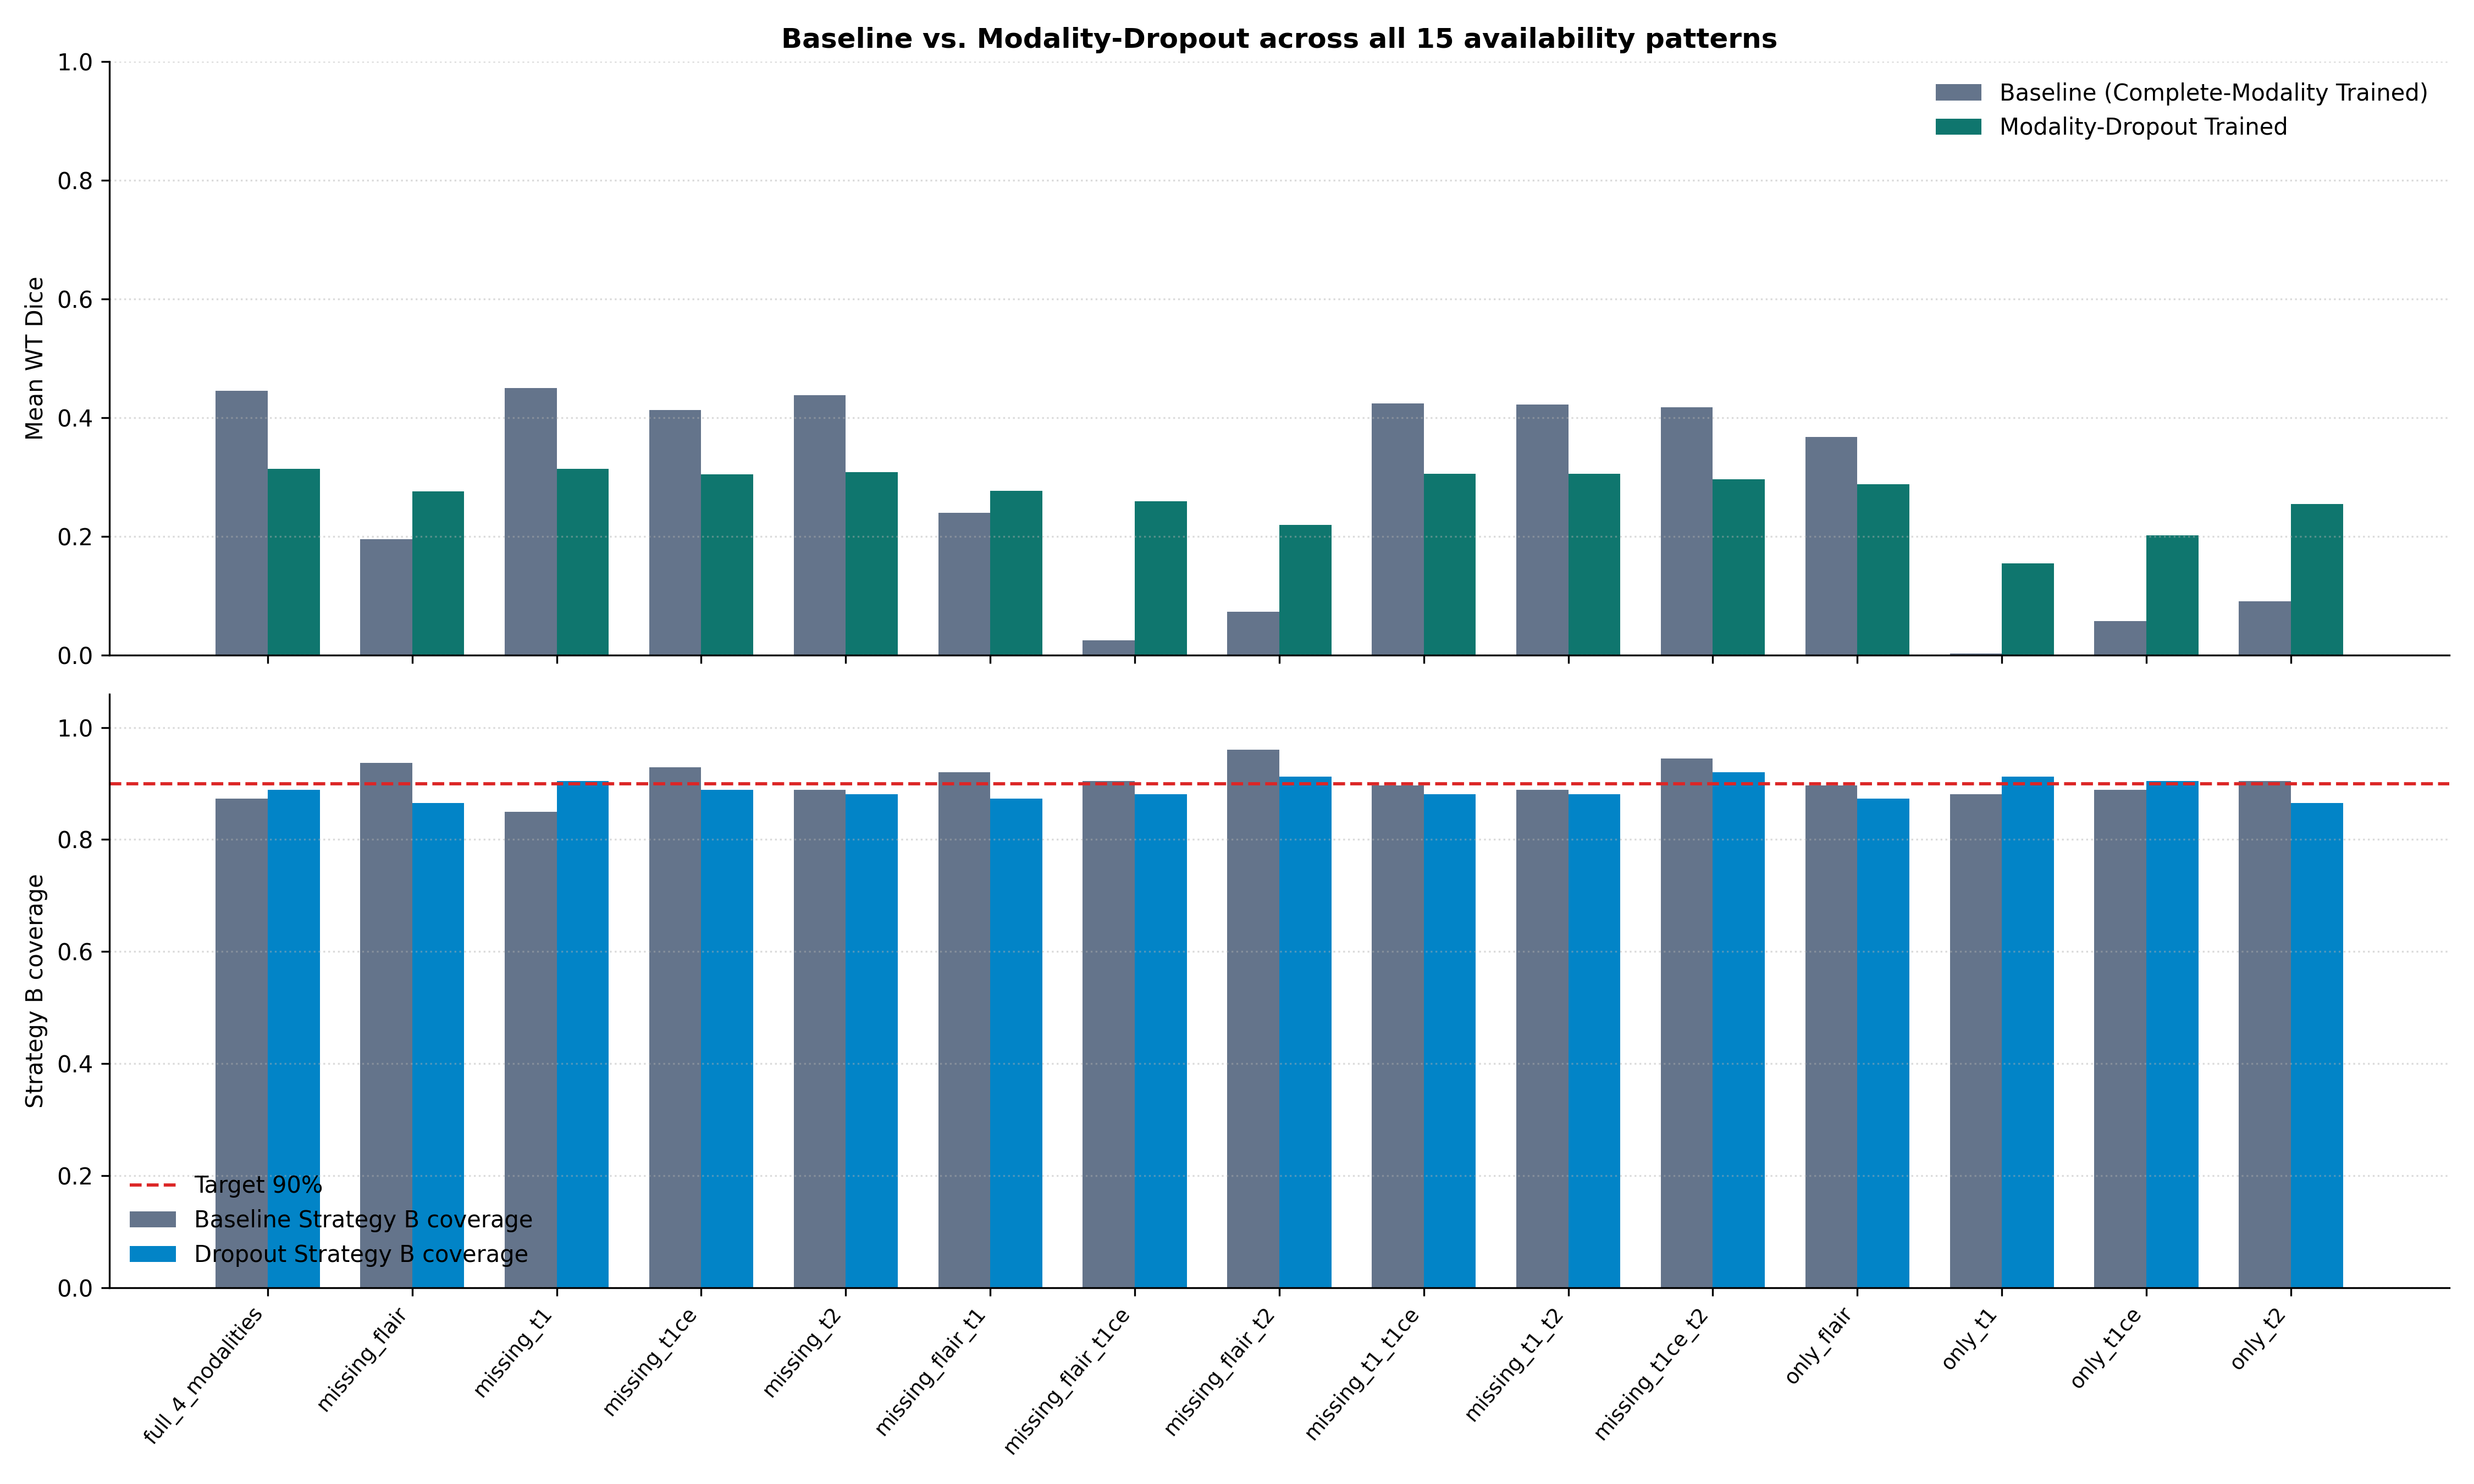 Baseline vs. Modality-Dropout across all 15 availability patterns
Mean WT Dice
1.0
0.8
0.6
0.4
0.2
0.0
Baseline (Complete-Modality Trained)
Modality-Dropout Trained
Strategy B coverage
1.0
0.8
0.6
0.4
0.2
0.0
Target 90%
Baseline Strategy B coverage
Dropout Strategy B coverage
full_4_modalities
missing_flair
missing_t1
missing_t1ce
missing_t2
missing_flair_t1
missing_flair_t1ce
missing_flair_t2
missing_t1_t1ce
missing_t1_t2
missing_t1ce_t2
only_flair
only_t1
only_t1ce
only_t2